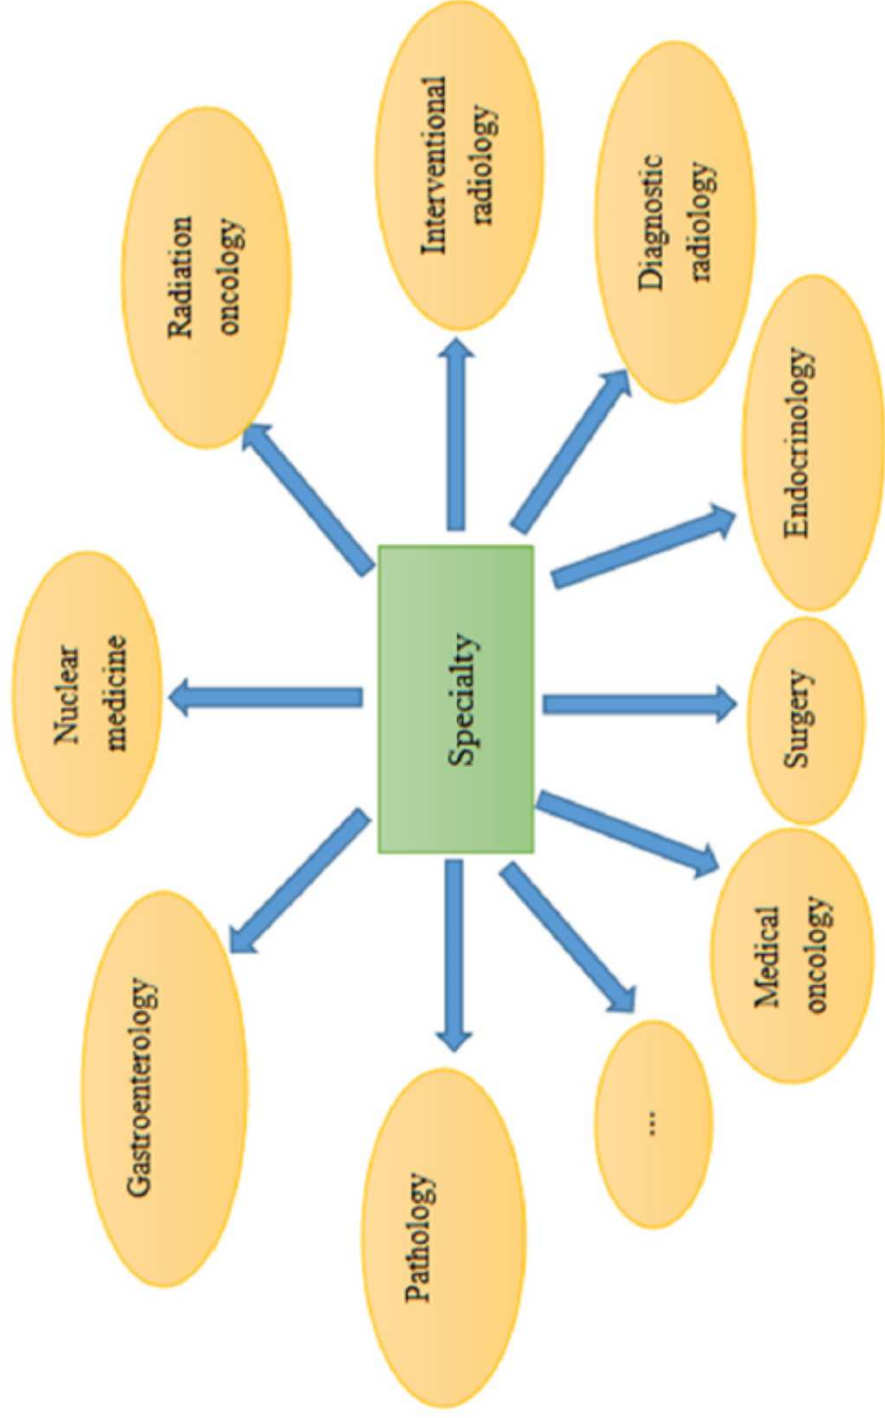 Nuclear
medicine
Radiation
oncology
Gastroenterology
Interventional
radiology
Specialty
Pathology
Diagnostic
radiology
...
Endocrinology
Surgery
Medical
oncology